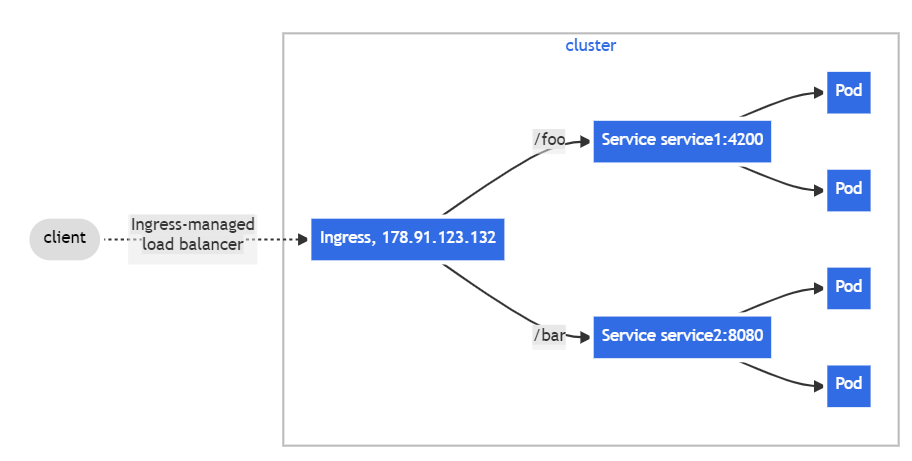 cluster
Pod
/foo
Service service1:4200
Pod
client
Ingress-managed
load balancer
Ingress, 178.91.123.132
Pod
/bar
Service service2:8080
Pod